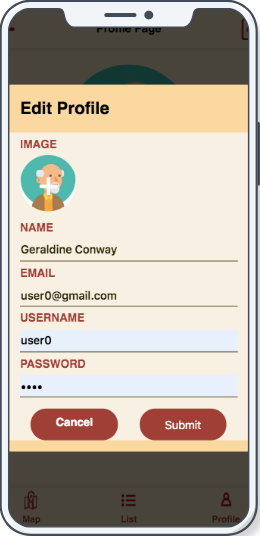 Profile Page
Edit Profile
IMAGE
NAME
Geraldine Conway
EMAIL
user0@gmail.com
USERNAME
user0
PASSWORD
••••
Cancel Submit
Map List Profile